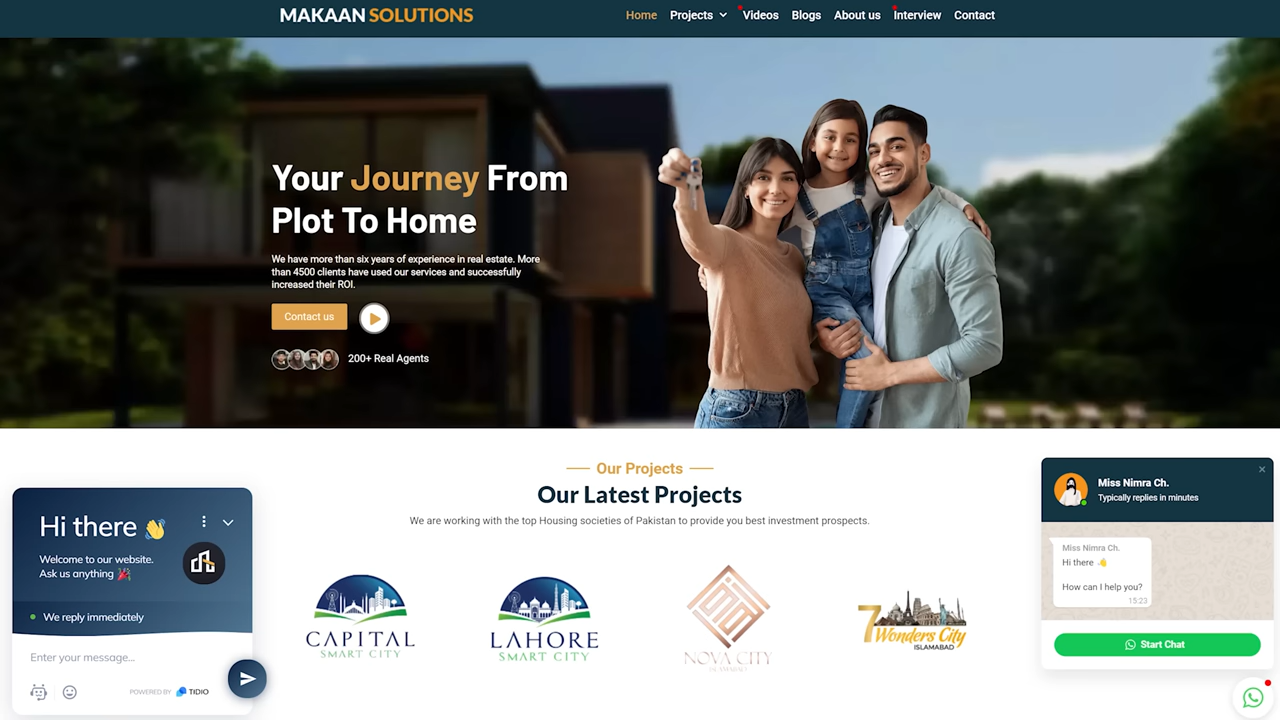 MAKAAN SOLUTIONS
Home Projects Videos Blogs About us Interview Contact
Your Journey From
Plot To Home
We have more than six years of experience in real estate. More
than 4500 clients have used our services and successfully
increased their ROI.
Contact us
200+ Real Agents
Our Projects
Our Latest Projects
We are working with the top Housing societies of Pakistan to provide you best investment prospects.
CAPITAL
SMART CITY
LAHORE
SMART CITY
NOVA CITY
ISLAMABAD
7 Wonders City
ISLAMABAD
Hi there 👋
Welcome to our website.
Ask us anything 🎉
We reply immediately
Enter your message...
POWERED BY TIDIO
Miss Nimra Ch.
Typically replies in minutes
Miss Nimra Ch.
Hi there 👋
How can I help you?
15:23
Start Chat